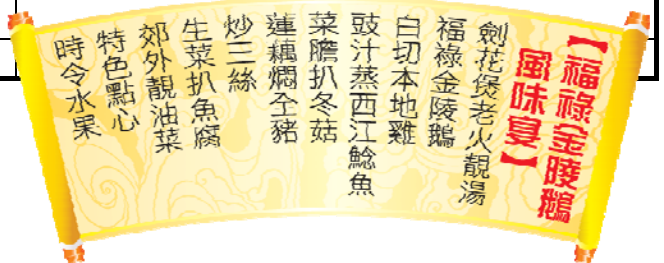 【福祿金陵鵝
風味宴】
劍花煲老火靚湯
福祿金陵鵝
白切本地雞
豉汁蒸西江鯰魚
菜膽扒冬菇
蓮藕燜仝豬
炒三絲
生菜扒魚腐
郊外靚油菜
特色點心
時令水果